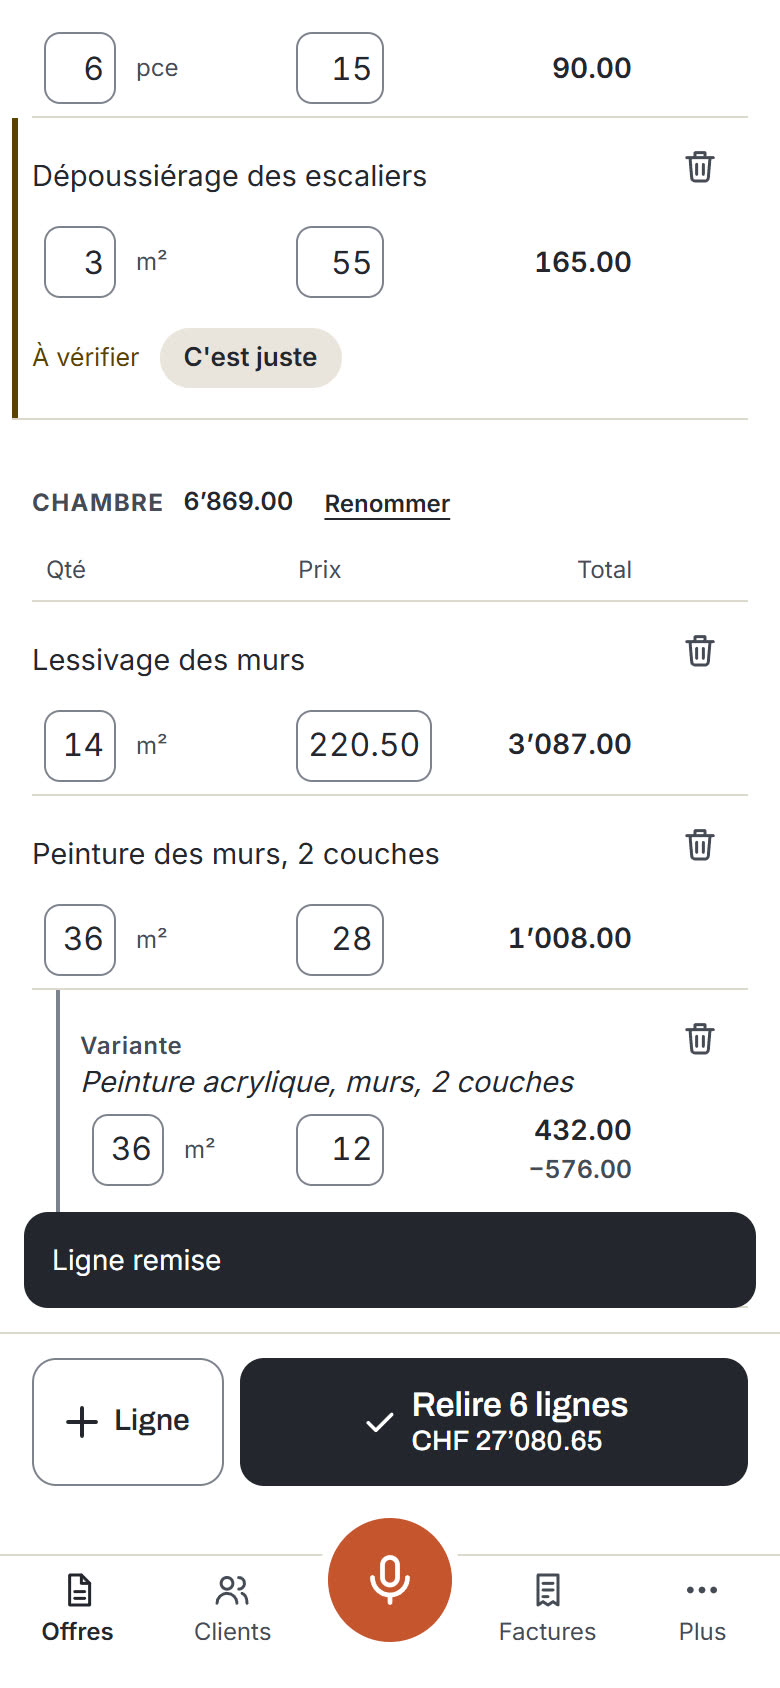 6 pce 15 90.00
Dépoussiérage des escaliers
3 m² 55 165.00
À vérifier C'est juste
CHAMBRE 6’869.00 Renommer
Qté Prix Total
Lessivage des murs
14 m² 220.50 3’087.00
Peinture des murs, 2 couches
36 m² 28 1’008.00
Variante
Peinture acrylique, murs, 2 couches
36 m² 12 432.00
−576.00
Ligne remise
Ligne
Relire 6 lignes
CHF 27’080.65
Offres Clients Factures Plus